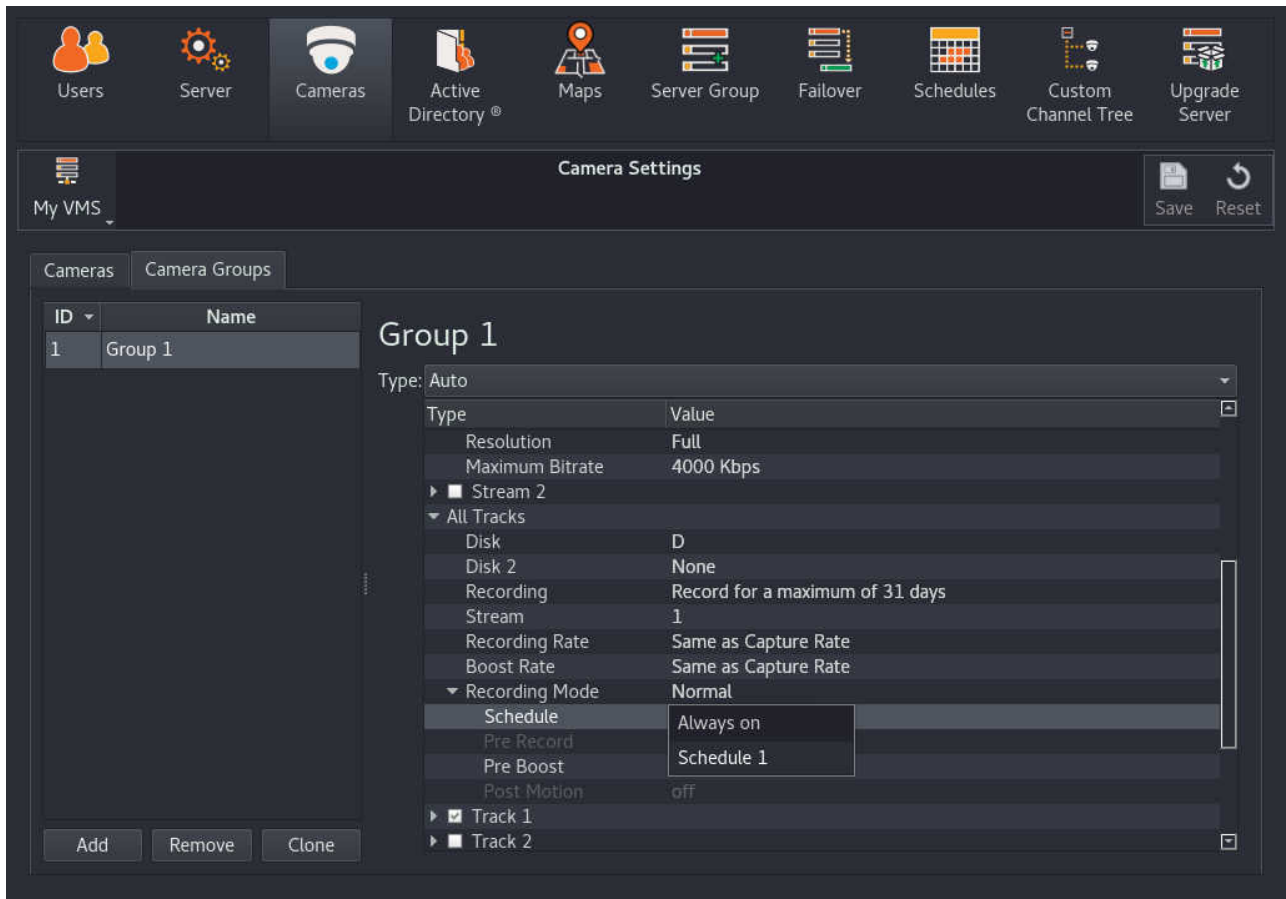 Users Server Cameras Active Directory ® Maps Server Group Failover Schedules Custom Channel Tree Upgrade Server
Camera Settings
My VMS
Save Reset
Cameras Camera Groups
ID Name
1 Group 1
Group 1
Type: Auto
Type Value
Resolution Full
Maximum Bitrate 4000 Kbps
Stream 2
All Tracks
Disk D
Disk 2 None
Recording Record for a maximum of 31 days
Stream 1
Recording Rate Same as Capture Rate
Boost Rate Same as Capture Rate
Recording Mode Normal
Schedule
Always on
Pre Record
Schedule 1
Pre Boost
Post Motion off
Track 1
Track 2
Add Remove Clone